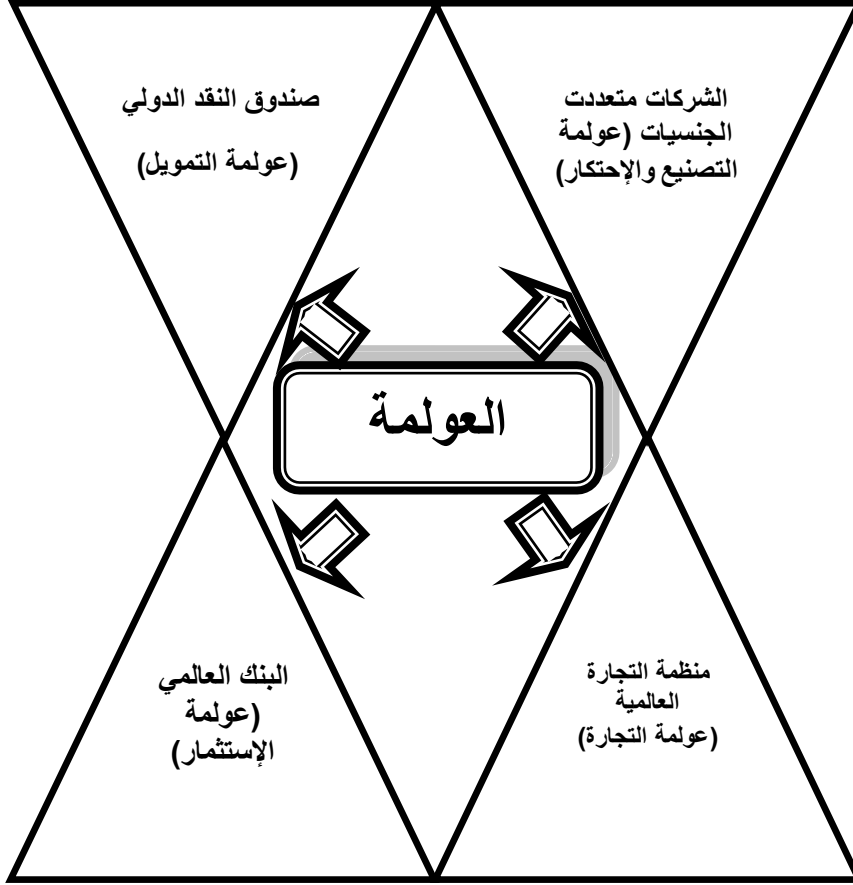 الشركات متعددت
الجنسيات (عولمة
التصنيع والإحتكار)
صندوق النقد الدولي
(عولمة التمويل)
العولمة
منظمة التجارة
العالمية
(عولمة التجارة)
البنك العالمي
(عولمة
الإستثمار)